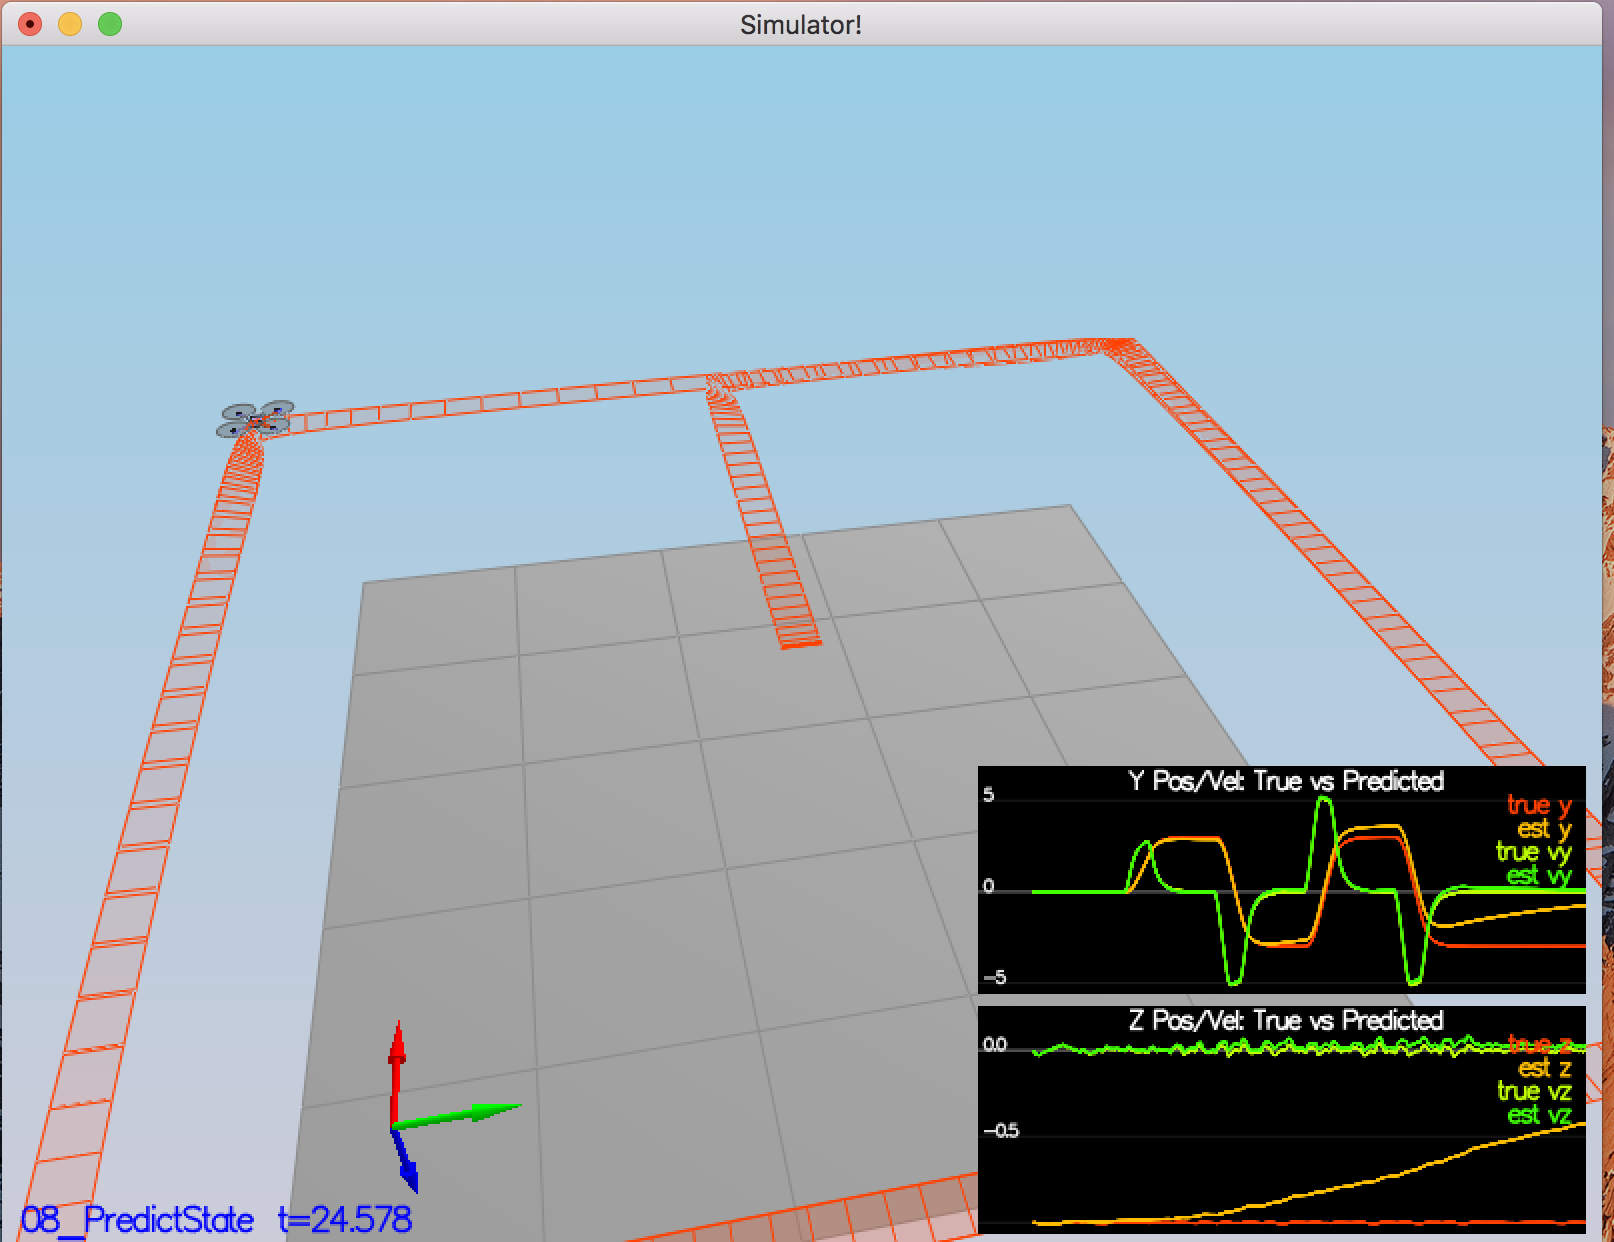 Simulator!
Y Pos/Vel: True vs Predicted
5
true y
est y
true vy
est vy
0
-5
Z Pos/Vel: True vs Predicted
0.0
true z
est z
true vz
est vz
-0.5
08_PredictState t=24.578